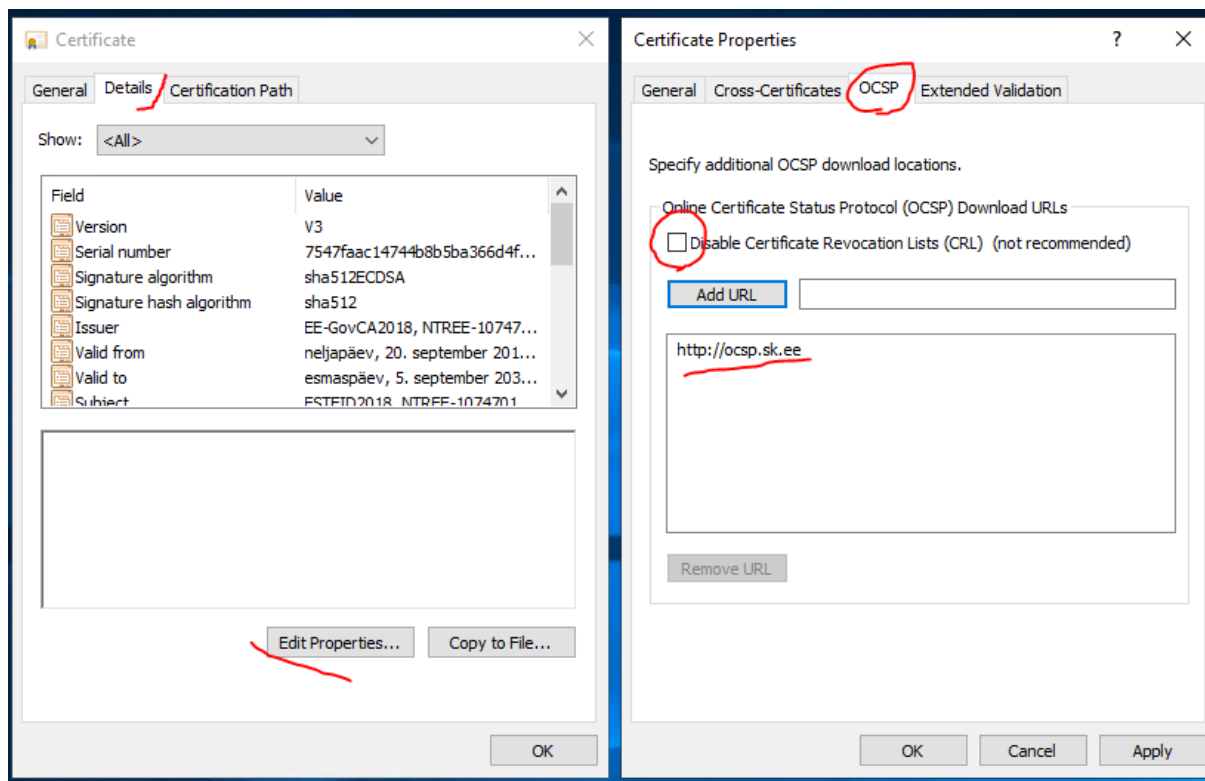 Certificate
General Details Certification Path
Show: <All>
Field Value
Version V3
Serial number 7547faac14744b8b5ba366d4f...
Signature algorithm sha512ECDSA
Signature hash algorithm sha512
Issuer EE-GovCA2018, NTREE-10747...
Valid from neljapäev, 20. september 201...
Valid to esmaspäev, 5. september 203...
Subject ESTEID2018, NTREE-1074701
Edit Properties... Copy to File...
OK
Certificate Properties ?
General Cross-Certificates OCSP Extended Validation
Specify additional OCSP download locations.
Online Certificate Status Protocol (OCSP) Download URLs
Disable Certificate Revocation Lists (CRL) (not recommended)
Add URL
http://ocsp.sk.ee
Remove URL
OK Cancel Apply